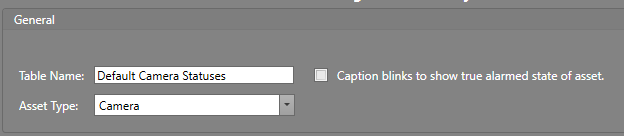 General
Table Name: Default Camera Statuses Caption blinks to show true alarmed state of asset.
Asset Type: Camera